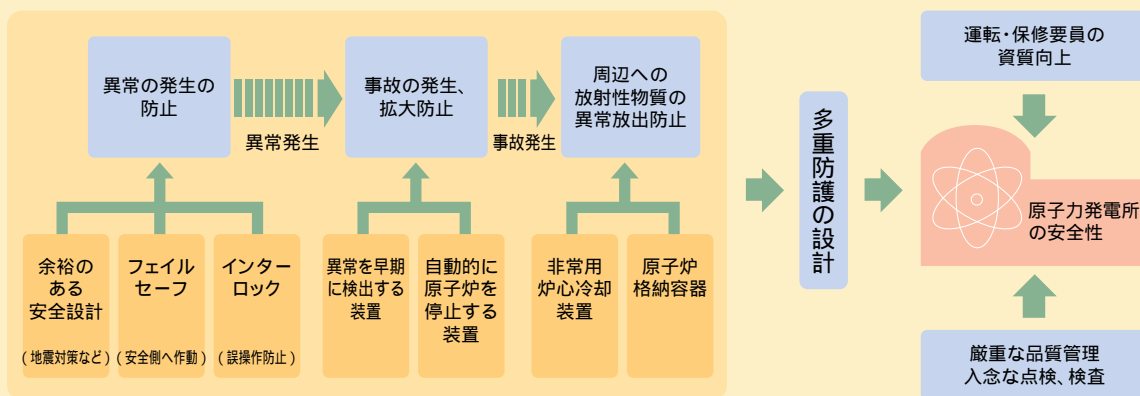 異常の発生の
防止
異常発生
事故の発生、
拡大防止
事故発生
周辺への
放射性物質の
異常放出防止
余裕の
ある
安全設計
(地震対策など)
フェイル
セーフ
(安全側へ作動)
インター
ロック
(誤操作防止)
異常を早期
に検出する
装置
自動的に
原子炉を
停止する
装置
非常用
炉心冷却
装置
原子炉
格納容器
多重防護の設計
運転・保修要員の
資質向上
原子力発電所
の安全性
厳重な品質管理
入念な点検、検査